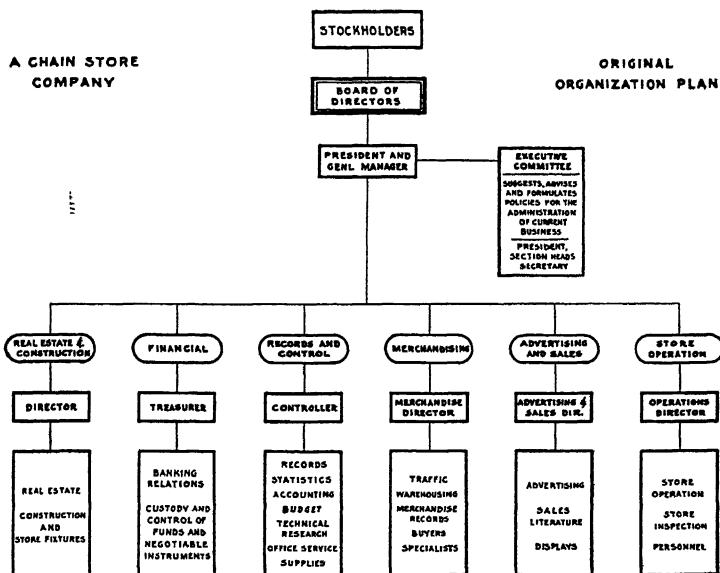 A CHAIN STORE
COMPANY
ORIGINAL
ORGANIZATION PLAN
STOCKHOLDERS
BOARD OF
DIRECTORS
PRESIDENT AND
GENL MANAGER
EXECUTIVE
COMMITTEE
SUGGESTS, ADVISES
AND FORMULATES
POLICIES FOR THE
ADMINISTRATION
OF CURRENT
BUSINESS
PRESIDENT,
SECTION HEADS
SECRETARY
REAL ESTATE &
CONSTRUCTION
FINANCIAL
RECORDS AND
CONTROL
MERCHANDISING
ADVERTISING
AND SALES
STORE
OPERATION
DIRECTOR
TREASURER
CONTROLLER
MERCHANDISE
DIRECTOR
ADVERTISING &
SALES DIR.
OPERATIONS
DIRECTOR
REAL ESTATE
CONSTRUCTION
AND
STORE FIXTURES
BANKING
RELATIONS
CUSTODY AND
CONTROL OF
FUNDS AND
NEGOTIABLE
INSTRUMENTS
RECORDS
STATISTICS
ACCOUNTING
BUDGET
TECHNICAL
RESEARCH
OFFICE SERVICE
SUPPLIES
TRAFFIC
WAREHOUSING
MERCHANDISE
RECORDS
BUYERS
SPECIALISTS
ADVERTISING
SALES
LITERATURE
DISPLAYS
STORE
OPERATION
STORE
INSPECTION
PERSONNEL